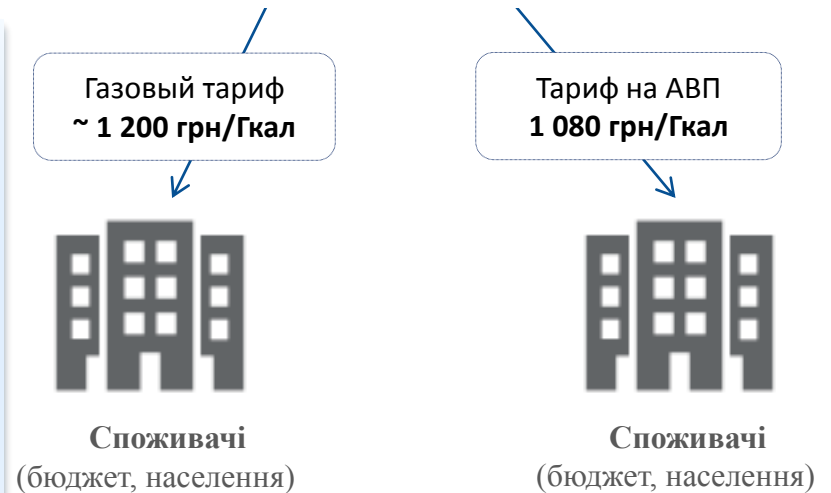 Газовый тариф
~ 1 200 грн/Гкал
Тариф на АВП
1 080 грн/Гкал
Споживачі
(бюджет, населення)
Споживачі
(бюджет, населення)